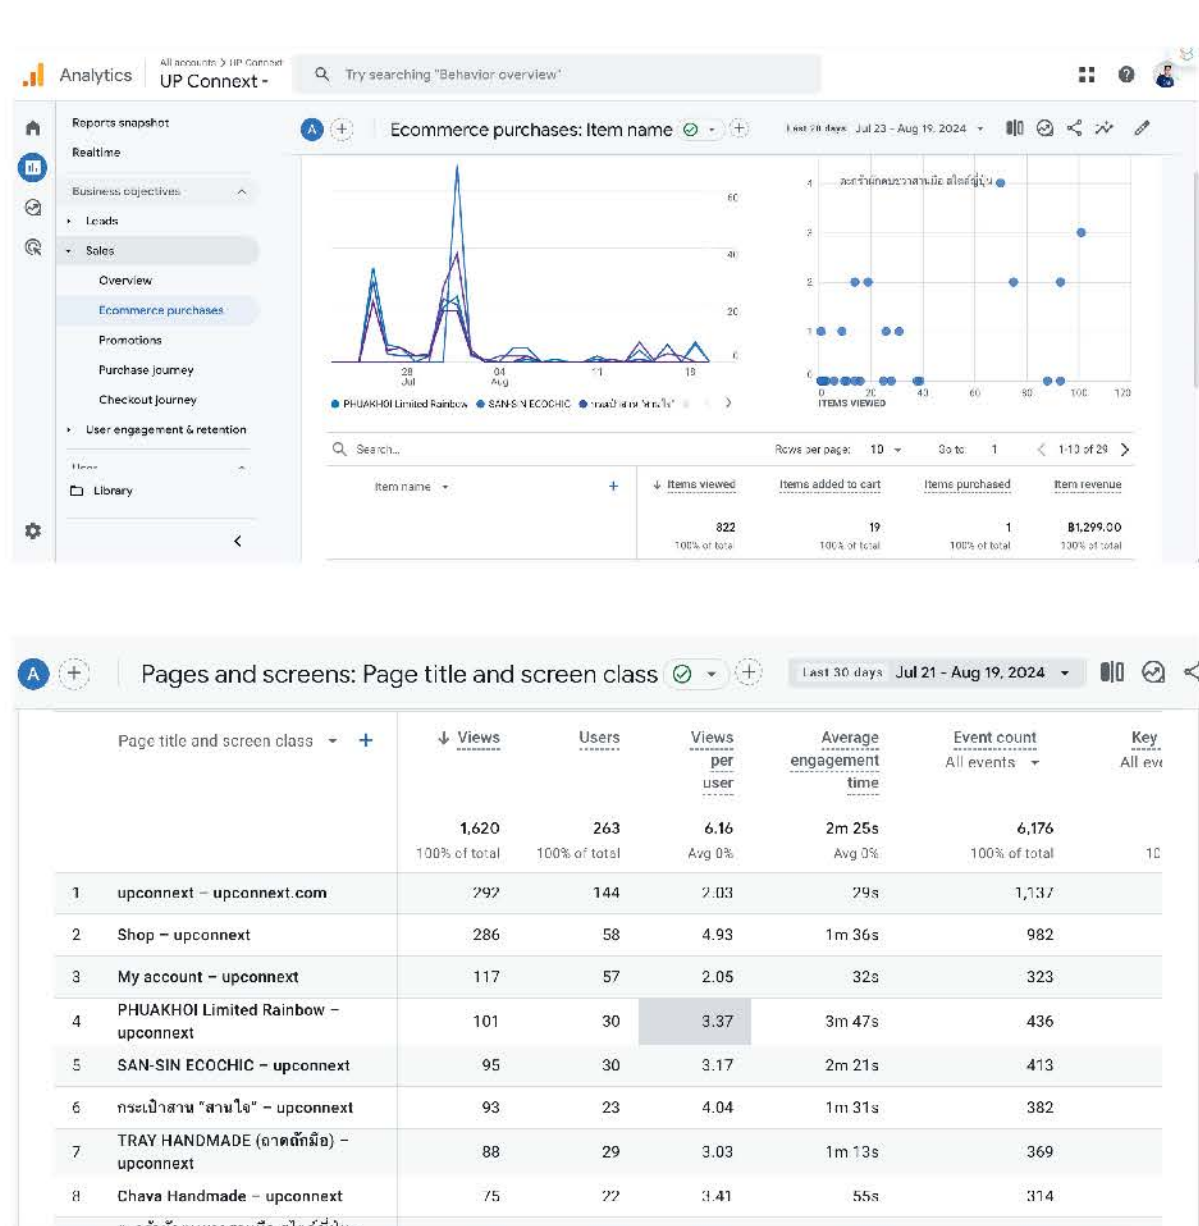 All accounts > UP Connext
Analytics
UP Connext
Try searching "Behavior overview"
Reports snapshot
Realtime
Business objectives
Leads
Sales
Overview
Ecommerce purchases
Promotions
Purchase journey
Checkout journey
User engagement & retention
User
Library
A
Ecommerce purchases: Item name
Last 28 days Jul 23 - Aug 19, 2024
60
40
20
0
28
Jul
04
Aug
11
18
PHUAKHOI Limited Rainbow
SAN-SIN ECOCHIC
4
3
2
1
0
0 20 40 60 80 100 120
ITEMS VIEWED
Search...
Rows per page: 10
Go to: 1
1-10 of 29
Item name
Items viewed
Items added to cart
Items purchased
Item revenue
822 19 1 ฿1,299.00
100% of total 100% of total 100% of total 100% of total
A
Pages and screens: Page title and screen class
Last 30 days Jul 21 - Aug 19, 2024
Page title and screen class
Views
Users
Views per user
Average engagement time
Event count
All events
Key
1,620 263 6.16 2m 25s 6,176
100% of total 100% of total Avg 0% Avg 0% 100% of total
1 upconnext – upconnext.com 292 144 2.03 29s 1,137
2 Shop – upconnext 286 58 4.93 1m 36s 982
3 My account – upconnext 117 57 2.05 32s 323
4 PHUAKHOI Limited Rainbow – upconnext 101 30 3.37 3m 47s 436
5 SAN-SIN ECOCHIC – upconnext 95 30 3.17 2m 21s 413
6 กระเป๋าสาน "สานใจ" – upconnext 93 23 4.04 1m 31s 382
7 TRAY HANDMADE (ถาดถักมือ) – upconnext 88 29 3.03 1m 13s 369
8 Chava Handmade – upconnext 75 22 3.41 55s 314